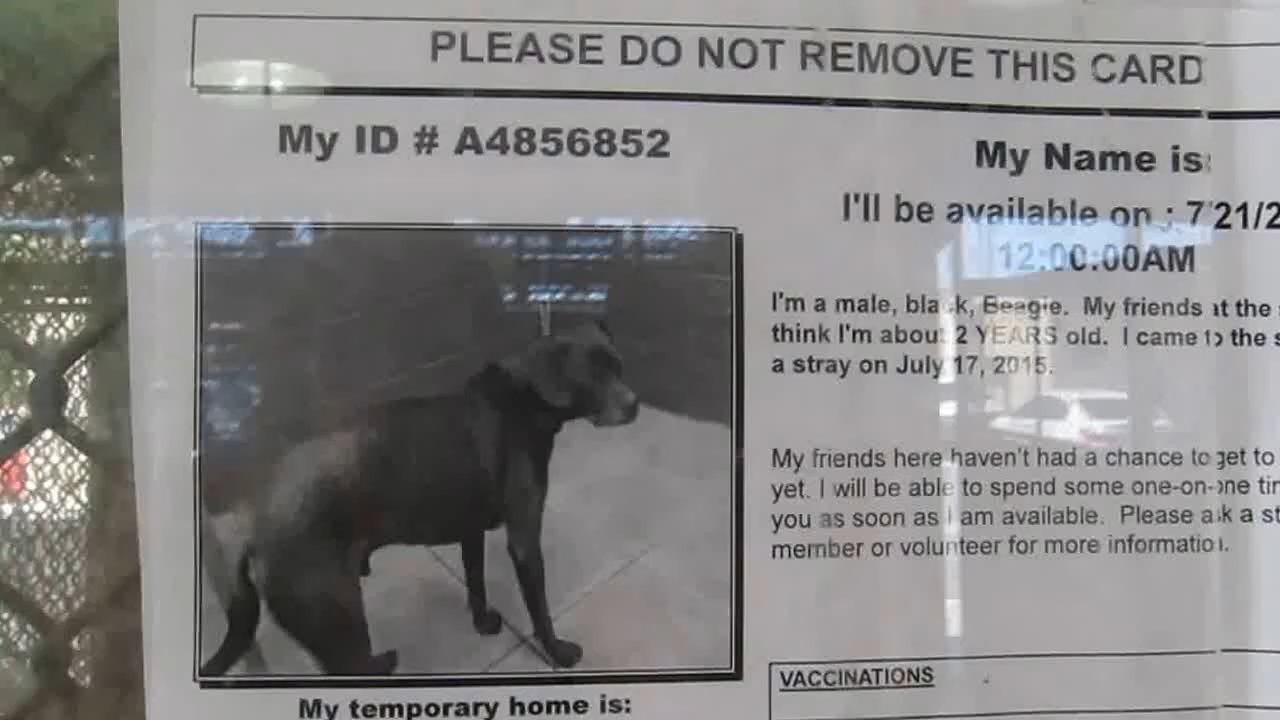 PLEASE DO NOT REMOVE THIS CARD
My ID # A4856852
My Name is:
I'll be available on : 7/21/2
12:00:00AM
I'm a male, black, Beagie. My friends at the
think I'm about 2 YEARS old. I came to the
a stray on July 17, 2015.
My friends here haven't had a chance to get to
yet. I will be able to spend some one-on-one
you as soon as I am available. Please ask a
member or volunteer for more information.
VACCINATIONS
My temporary home is: